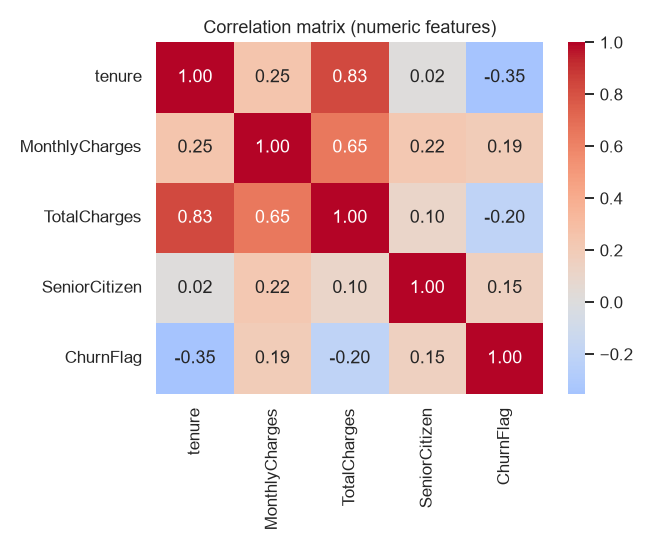 Correlation matrix (numeric features)
tenure 1.00 0.25 0.83 0.02 -0.35
MonthlyCharges 0.25 1.00 0.65 0.22 0.19
TotalCharges 0.83 0.65 1.00 0.10 -0.20
SeniorCitizen 0.02 0.22 0.10 1.00 0.15
ChurnFlag -0.35 0.19 -0.20 0.15 1.00
tenure
MonthlyCharges
TotalCharges
SeniorCitizen
ChurnFlag
1.0
0.8
0.6
0.4
0.2
0.0
−0.2